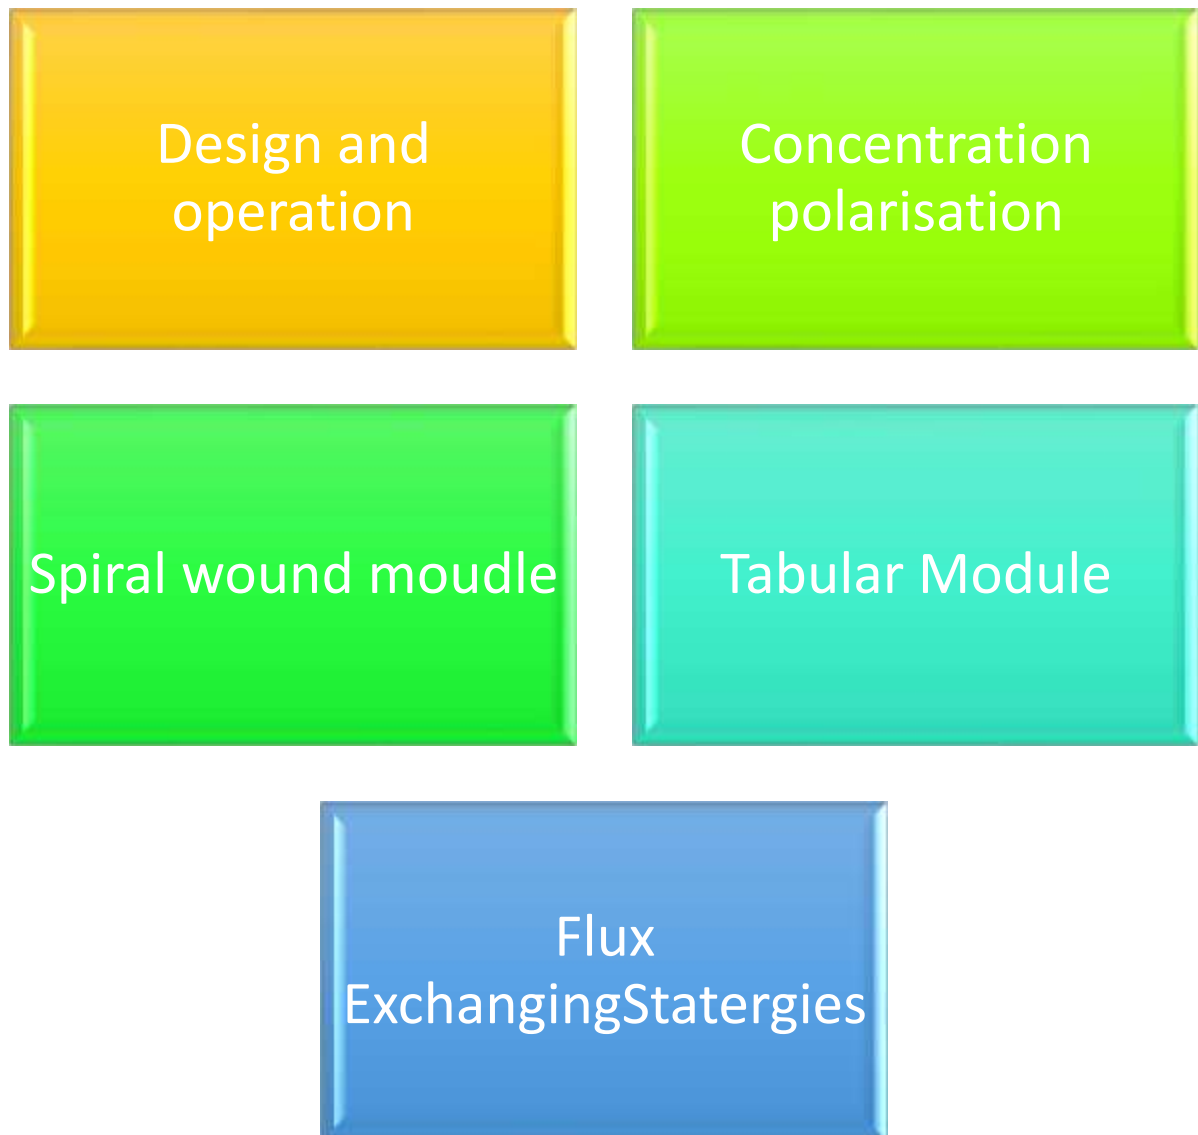 Design and
operation
Concentration
polarisation
Spiral wound moudle
Tabular Module
Flux
ExchangingStatergies